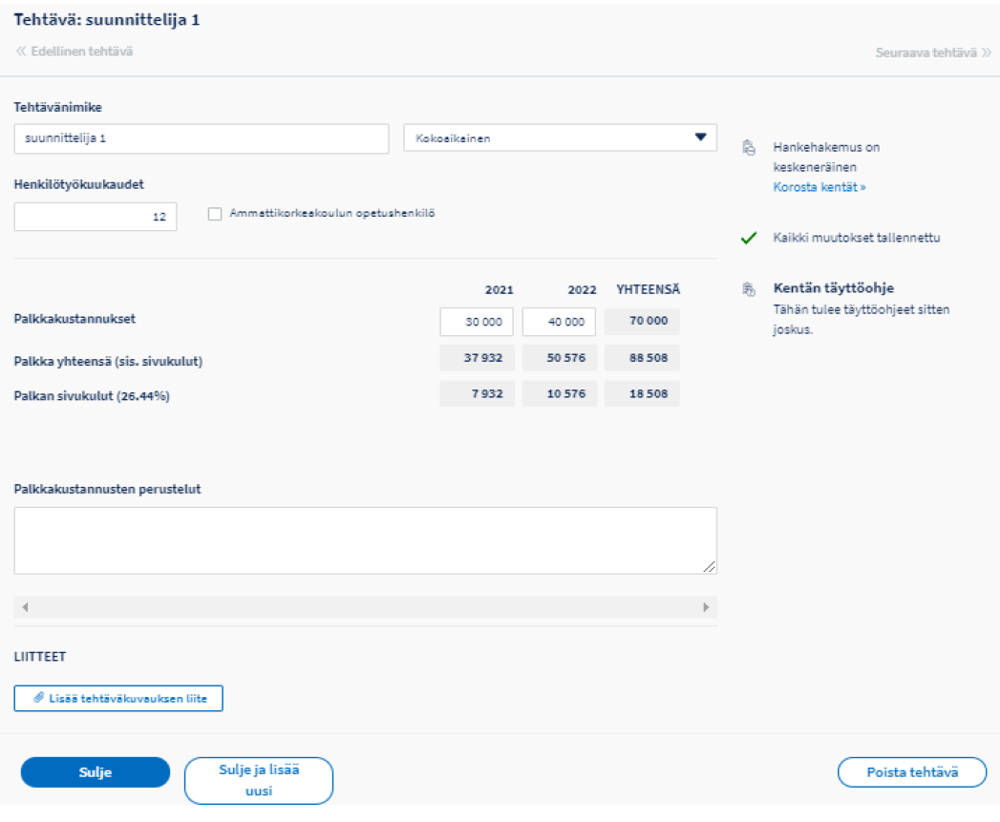 Tehtävä: suunnittelija 1
« Edellinen tehtävä
Seuraava tehtävä »
Tehtävänimike
suunnittelija 1
Kokoaikainen
Henkilötyökuukaudet
12
Ammattikorkeakoulun opetushenkilö
Hankehakemus on
keskeneräinen
Korosta kentät »
Kaikki muutokset tallennettu
Kentän täyttöohje
Tähän tulee täyttöohjeet sitten
joskus.
2021 2022 YHTEENSÄ
Palkkakustannukset 30 000 40 000 70 000
Palkka yhteensä (sis. sivukulut) 37 932 50 576 88 508
Palkan sivukulut (26.44%) 7 932 10 576 18 508
Palkkakustannusten perustelut
LIITTEET
Lisää tehtäväkuvauksen liite
Sulje
Sulje ja lisää
uusi
Poista tehtävä